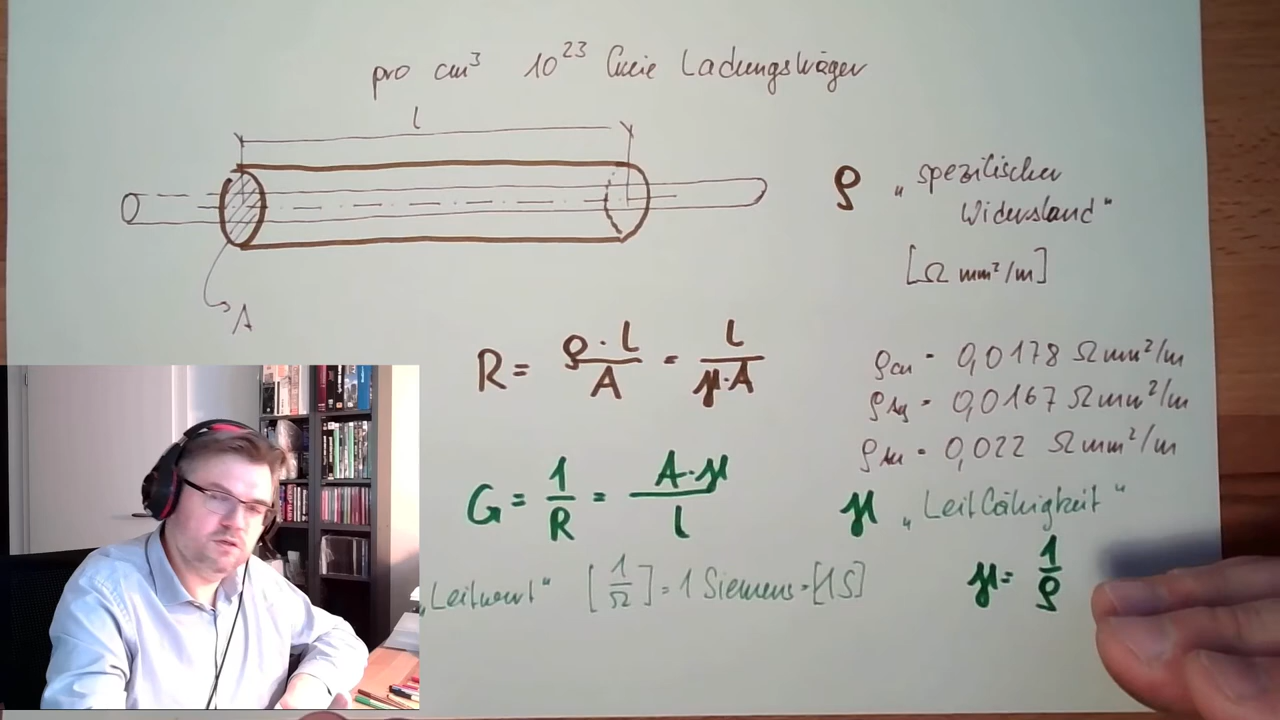 pro cm³ 10²³ freie Ladungsträger
l
A
ρ „spezifischer
Widerstand"
[Ω mm²/m]
R = ρ · l / A = l / ϰ · A
ρCu = 0,0178 Ω mm²/m
ρAg = 0,0167 Ω mm²/m
ρAu = 0,022 Ω mm²/m
G = 1/R = A · ϰ / l
ϰ „Leitfähigkeit"
„Leitwert" [1/Ω] = 1 Siemens = [1S]
ϰ = 1/ρ